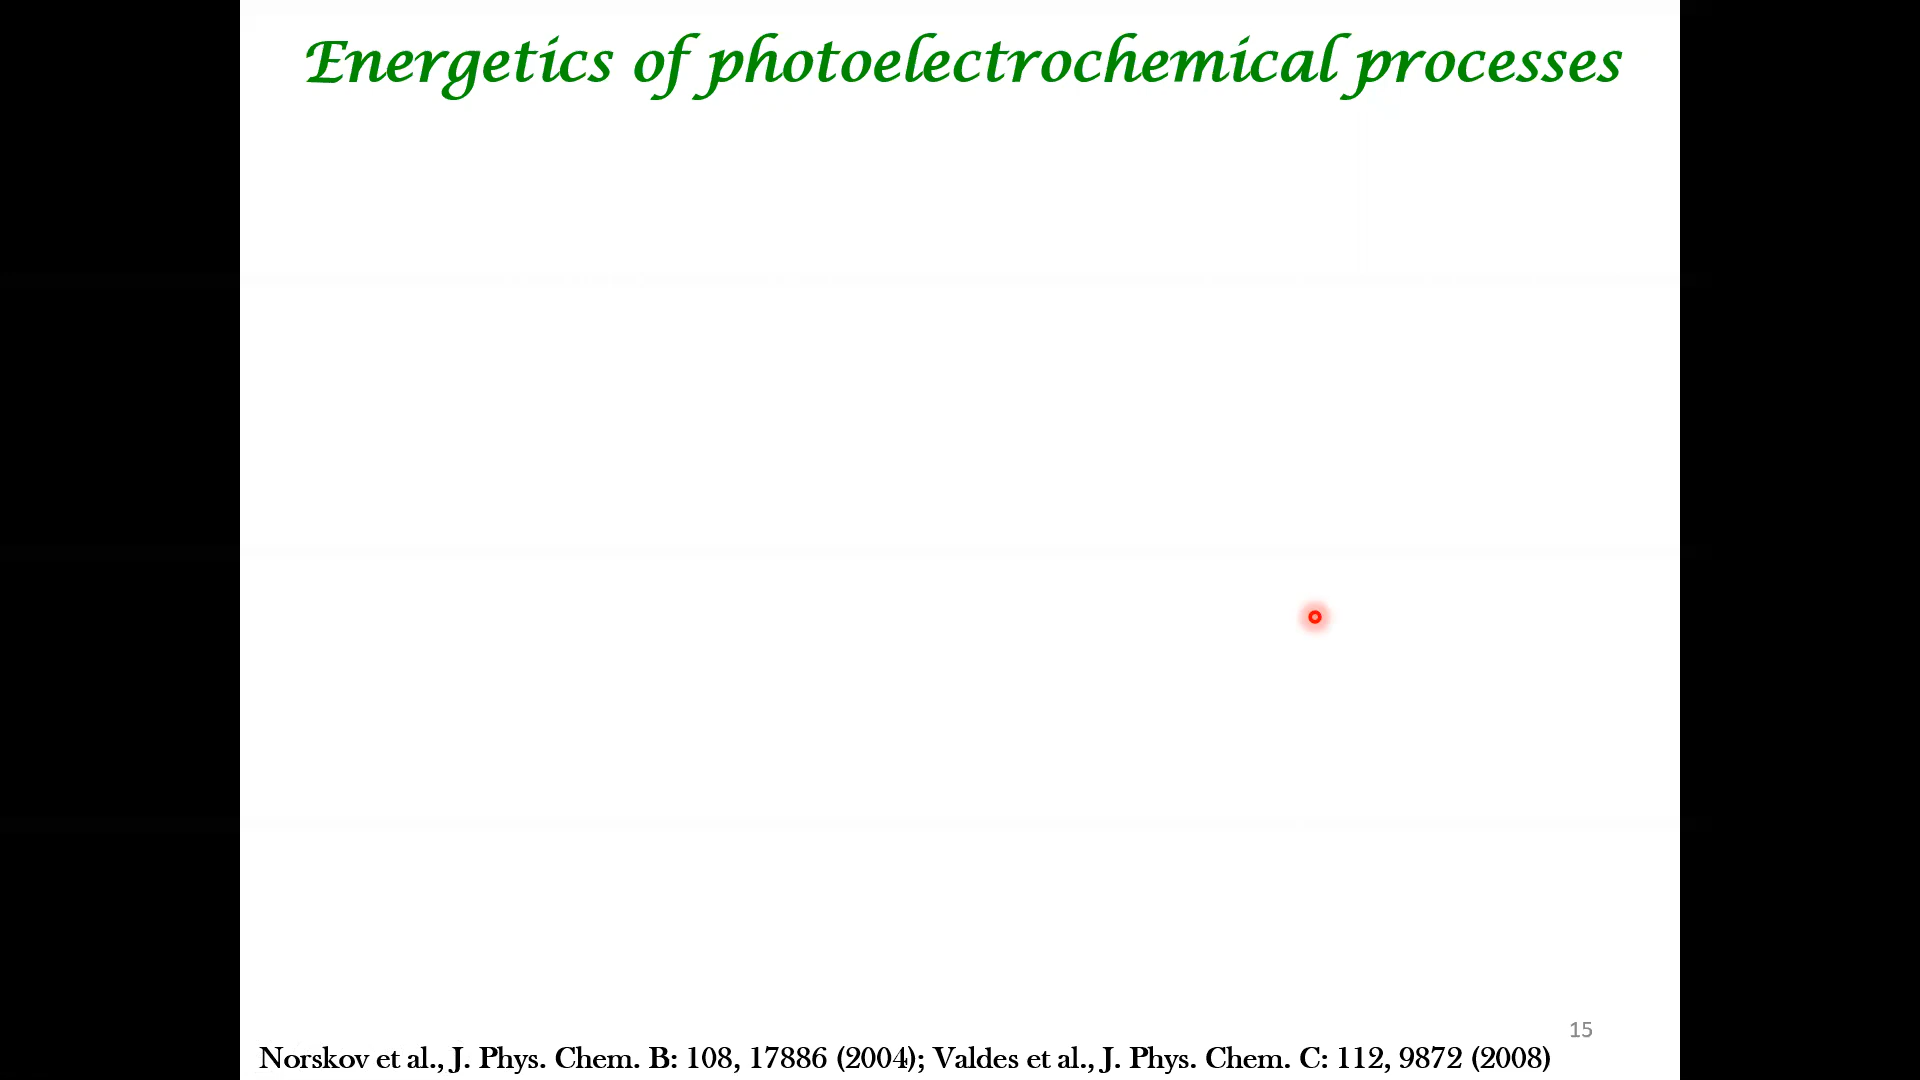 Energetics of photoelectrochemical processes
15
Norskov et al., J. Phys. Chem. B: 108, 17886 (2004); Valdes et al., J. Phys. Chem. C: 112, 9872 (2008)